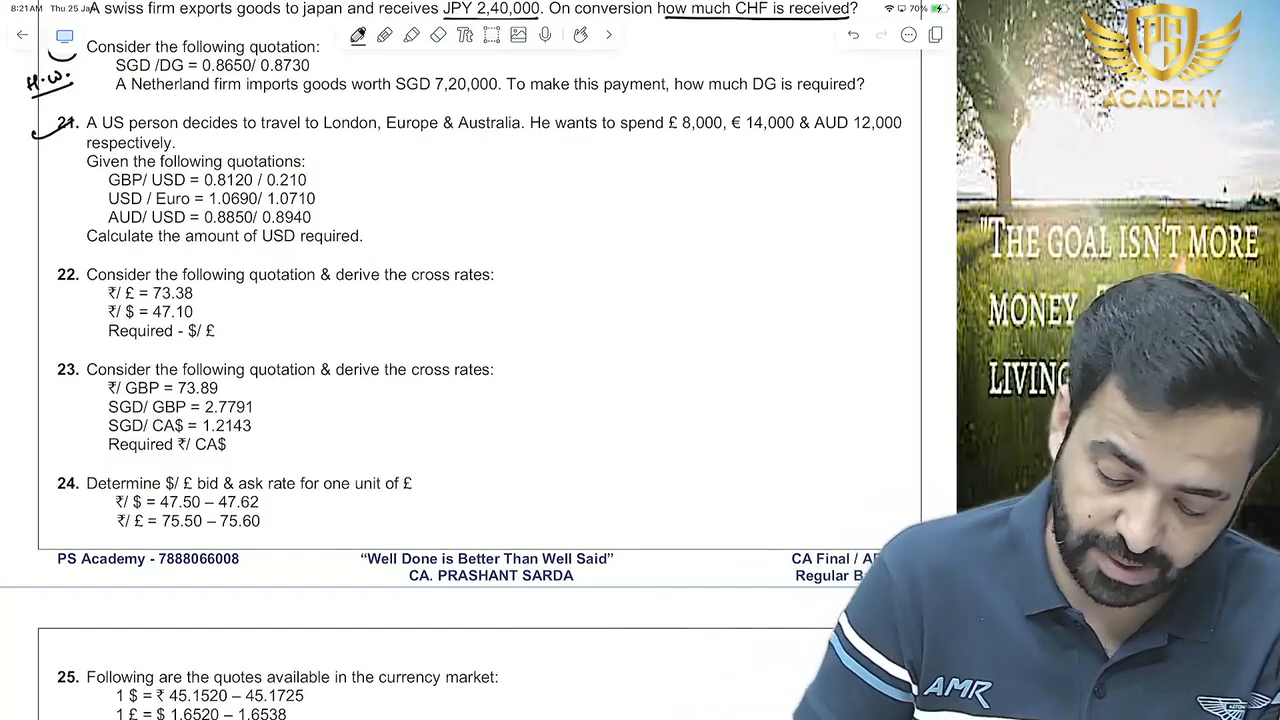 8:21AM Thu 25 Ja
A swiss firm exports goods to japan and receives JPY 2,40,000. On conversion how much CHF is received?
70%
Consider the following quotation:
SGD /DG = 0.8650/ 0.8730
A Netherland firm imports goods worth SGD 7,20,000. To make this payment, how much DG is required?
H.W.
21. A US person decides to travel to London, Europe & Australia. He wants to spend £ 8,000, € 14,000 & AUD 12,000
respectively.
Given the following quotations:
GBP/ USD = 0.8120 / 0.210
USD / Euro = 1.0690/ 1.0710
AUD/ USD = 0.8850/ 0.8940
Calculate the amount of USD required.
22. Consider the following quotation & derive the cross rates:
₹/ £ = 73.38
₹/ $ = 47.10
Required - $/ £
23. Consider the following quotation & derive the cross rates:
₹/ GBP = 73.89
SGD/ GBP = 2.7791
SGD/ CA$ = 1.2143
Required ₹/ CA$
24. Determine $/ £ bid & ask rate for one unit of £
₹/ $ = 47.50 – 47.62
₹/ £ = 75.50 – 75.60
PS Academy - 7888066008 “Well Done is Better Than Well Said” CA Final / AF
CA. PRASHANT SARDA Regular B
25. Following are the quotes available in the currency market:
1 $ = ₹ 45.1520 – 45.1725
1 £ = $ 1.6520 – 1.6538
PS
ACADEMY
"THE GOAL ISN'T MORE
MONEY
LIVING
AMR